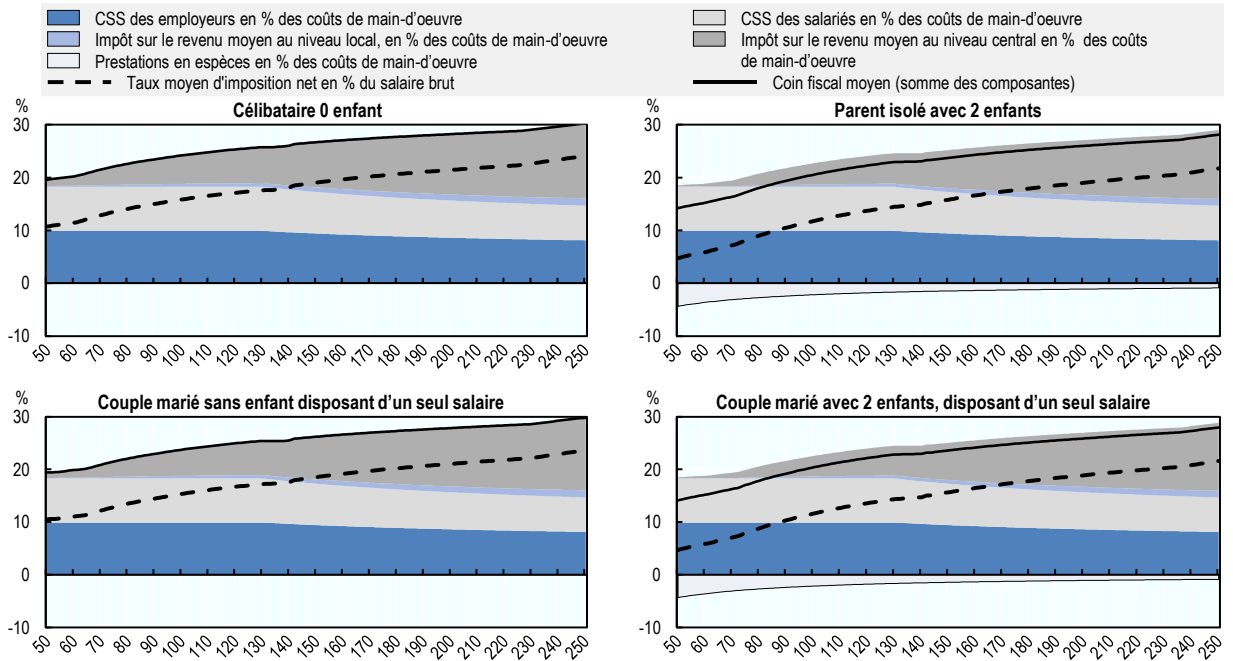 CSS des employeurs en % des coûts de main-d'oeuvre
CSS des salariés en % des coûts de main-d'oeuvre
Impôt sur le revenu moyen au niveau local, en % des coûts de main-d'oeuvre
Impôt sur le revenu moyen au niveau central en % des coûts
de main-d'oeuvre
Prestations en espèces en % des coûts de main-d'oeuvre
Taux moyen d'imposition net en % du salaire brut
Coin fiscal moyen (somme des composantes)
Célibataire 0 enfant
%
30
20
10
0
-10
50 60 70 80 90 100 110 120 130 140 150 160 170 180 190 200 210 220 230 240 250
Parent isolé avec 2 enfants
%
30
20
10
0
-10
50 60 70 80 90 100 110 120 130 140 150 160 170 180 190 200 210 220 230 240 250
Couple marié sans enfant disposant d’un seul salaire
%
30
20
10
0
-10
50 60 70 80 90 100 110 120 130 140 150 160 170 180 190 200 210 220 230 240 250
Couple marié avec 2 enfants, disposant d’un seul salaire
%
30
20
10
0
-10
50 60 70 80 90 100 110 120 130 140 150 160 170 180 190 200 210 220 230 240 250